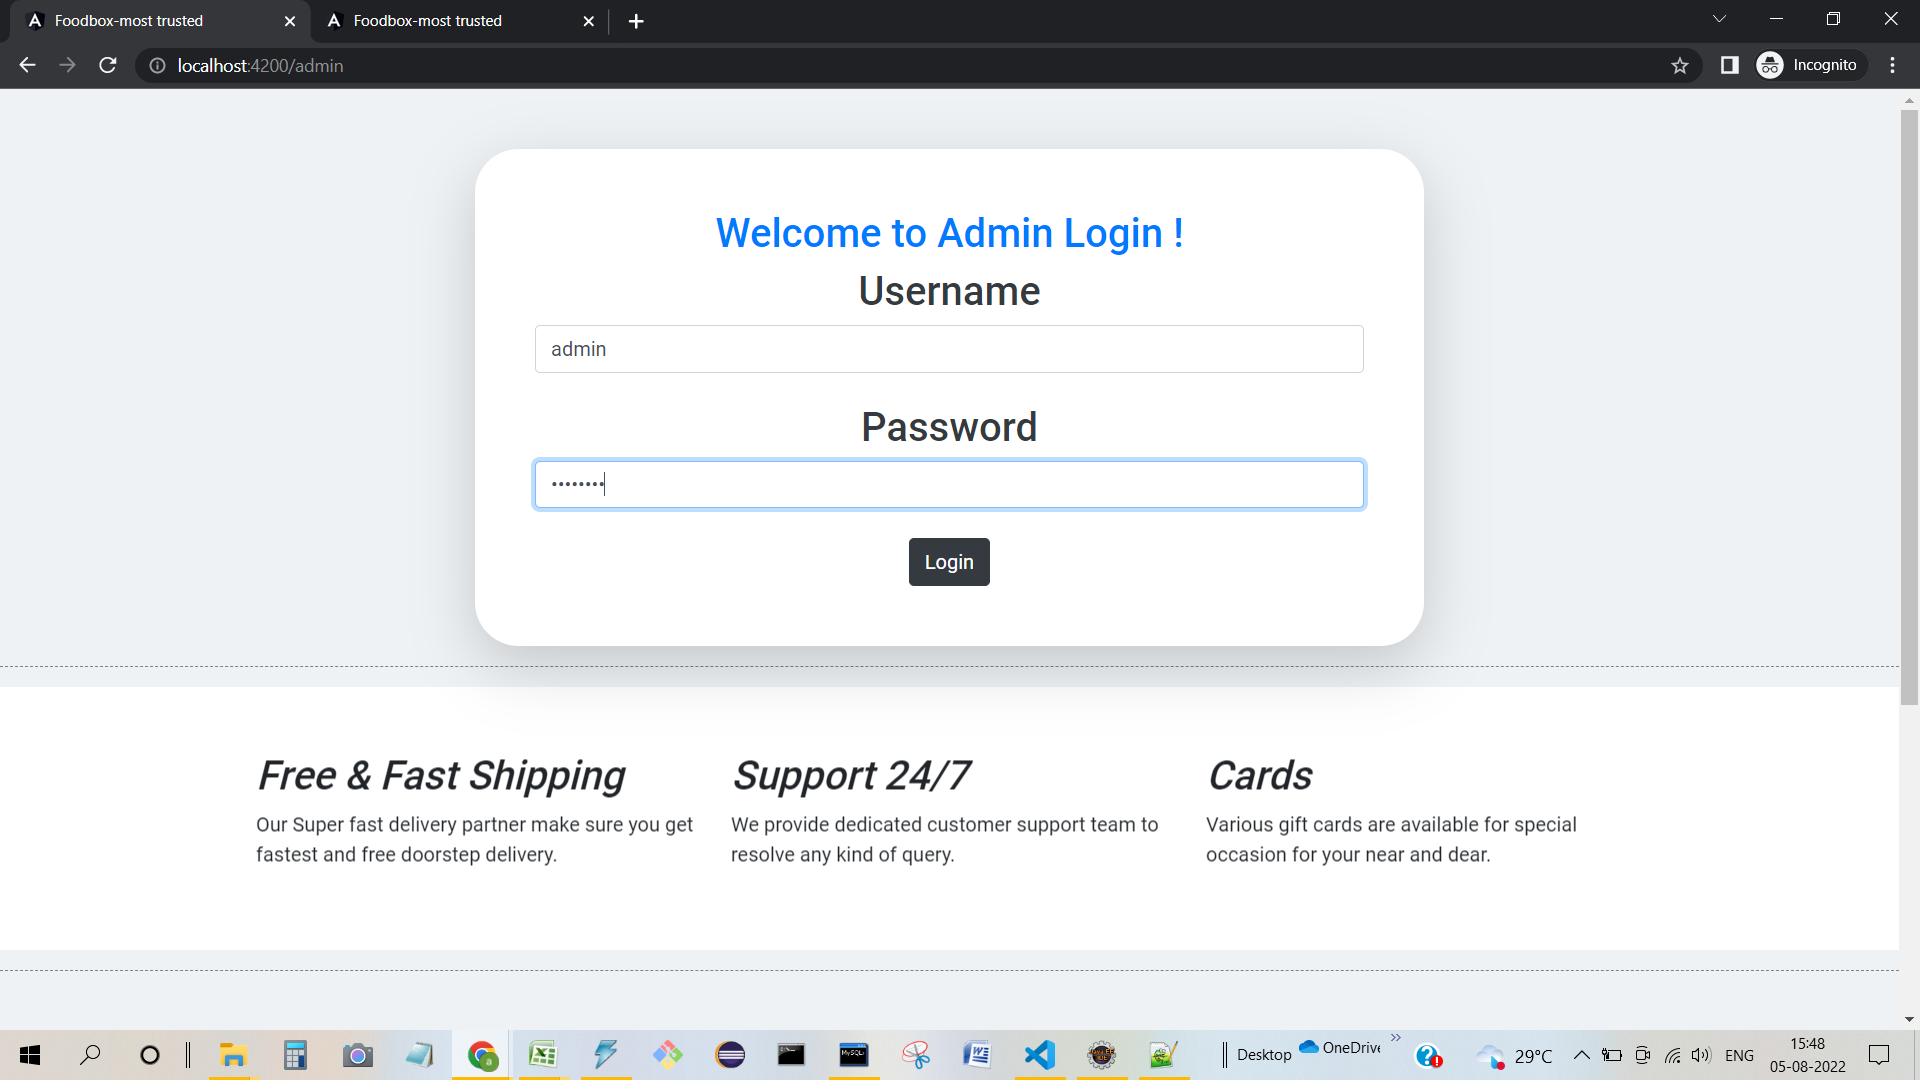 Foodbox-most trusted
Foodbox-most trusted
localhost:4200/admin
Incognito
Welcome to Admin Login !
Username
admin
Password
••••••••
Login
Free & Fast Shipping
Our Super fast delivery partner make sure you get
fastest and free doorstep delivery.
Support 24/7
We provide dedicated customer support team to
resolve any kind of query.
Cards
Various gift cards are available for special
occasion for your near and dear.
MySQL
Desktop
OneDrive
29°C
ENG
15:48
05-08-2022